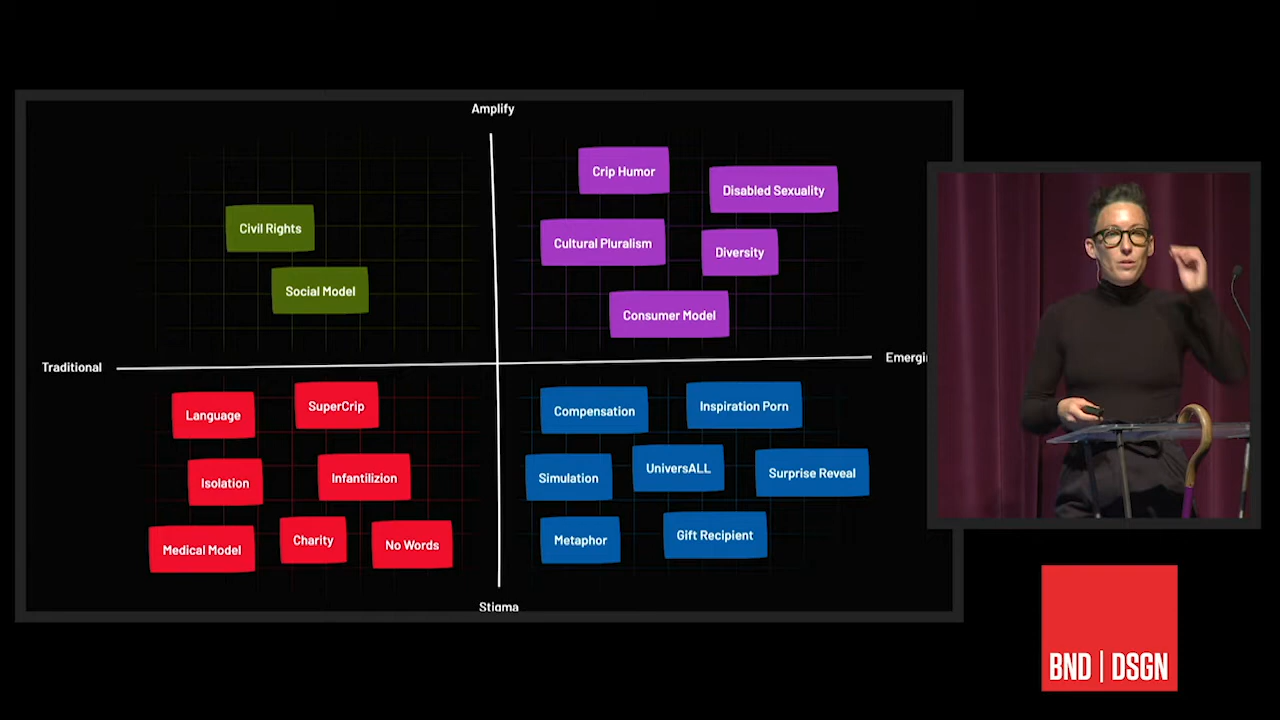 Amplify
Crip Humor
Disabled Sexuality
Civil Rights
Cultural Pluralism
Diversity
Social Model
Consumer Model
Traditional
Emergin
Language
SuperCrip
Compensation
Inspiration Porn
Isolation
Infantilizion
Simulation
UniversALL
Surprise Reveal
Medical Model
Charity
No Words
Metaphor
Gift Recipient
Stigma
BND | DSGN